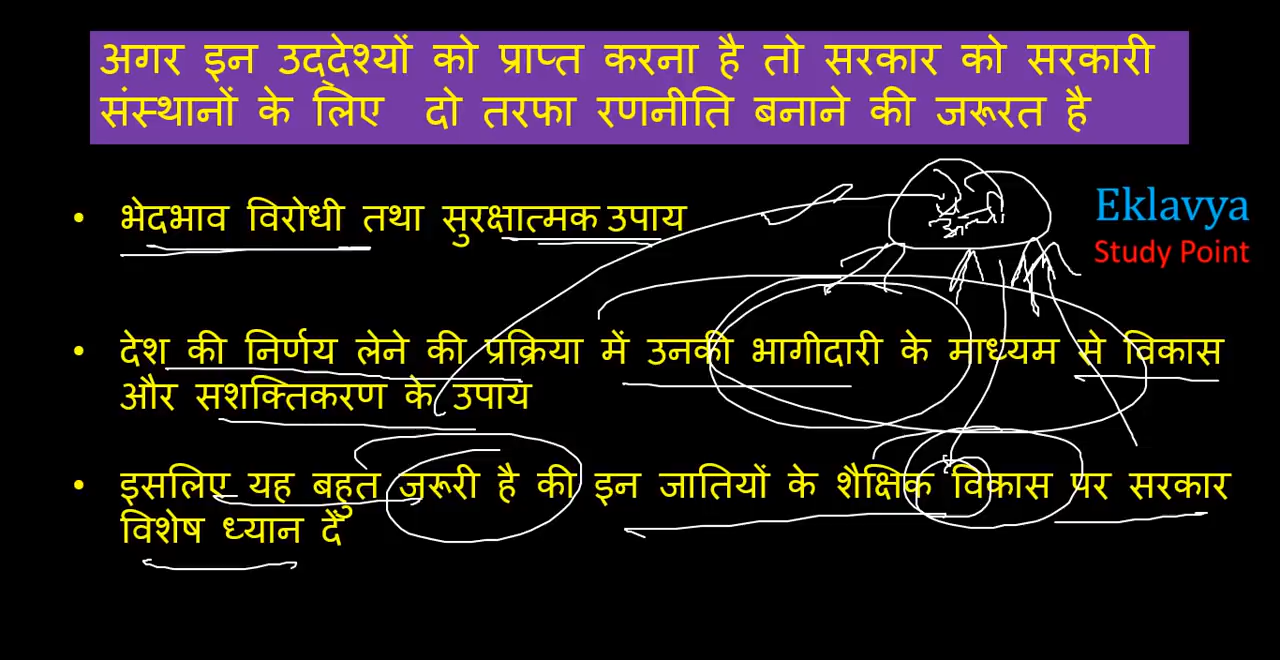 अगर इन उद्देश्यों को प्राप्त करना है तो सरकार को सरकारी
संस्थानों के लिए दो तरफा रणनीति बनाने की जरूरत है
• भेदभाव विरोधी तथा सुरक्षात्मक उपाय
Eklavya
Study Point
• देश की निर्णय लेने की प्रक्रिया में उनकी भागीदारी के माध्यम से विकास
और सशक्तिकरण के उपाय
• इसलिए यह बहुत जरूरी है की इन जातियों के शैक्षिक विकास पर सरकार
विशेष ध्यान दें